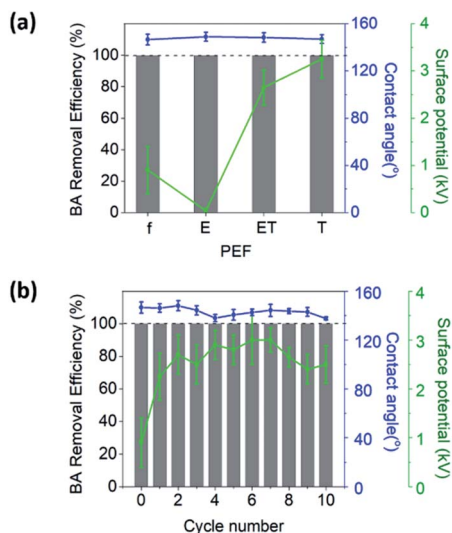 (a)
BA Removal Efficiency (%)
100
80
60
40
20
0
f E ET T
PEF
160
120
80
40
0
Contact angle(°)
4
3
2
1
0
Surface potential (kV)
(b)
BA Removal Efficiency (%)
100
80
60
40
20
0
0 2 4 6 8 10
Cycle number
160
120
80
40
0
Contact angle(°)
4
3
2
1
0
Surface potential (kV)